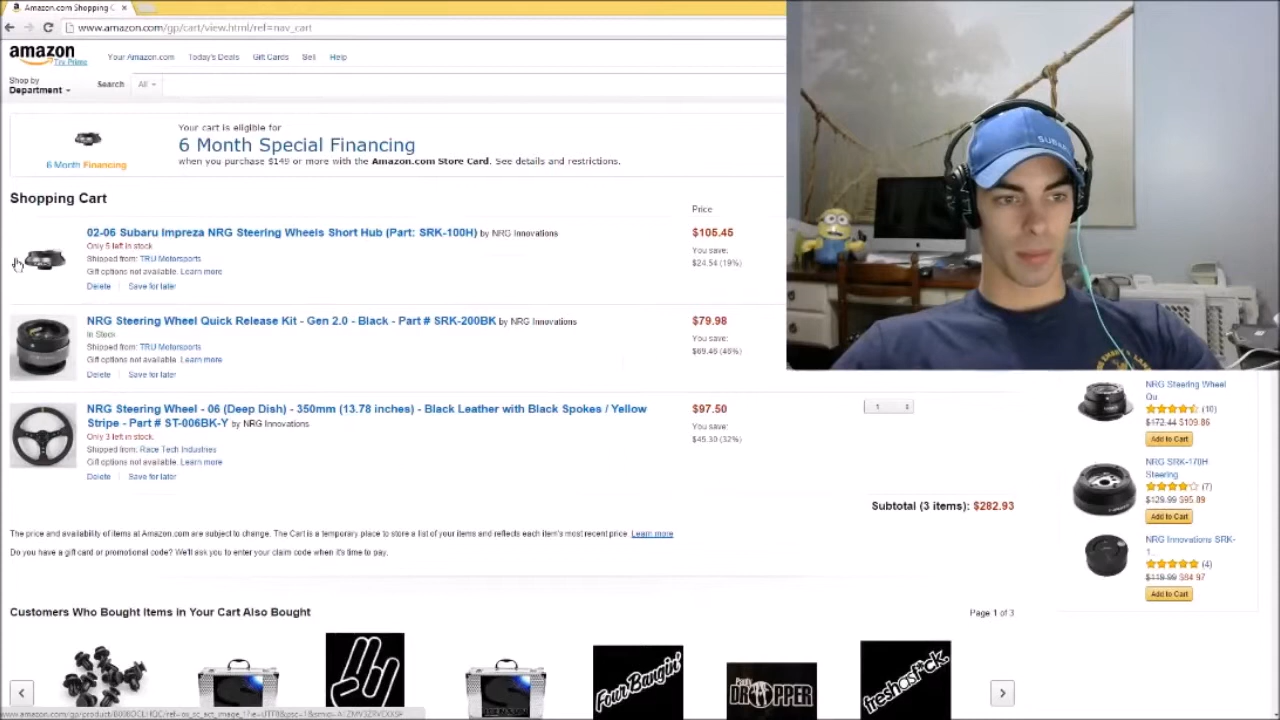 Amazon.com Shopping C
www.amazon.com/gp/cart/view.html/ref=nav_cart
amazon
Try Prime
Your Amazon.com Today's Deals Gift Cards Sell Help
Shop by
Department
Search All
Your cart is eligible for
6 Month Special Financing
when you purchase $149 or more with the Amazon.com Store Card. See details and restrictions.
6 Month Financing
SUBARU
Shopping Cart
Price
02-06 Subaru Impreza NRG Steering Wheels Short Hub (Part: SRK-100H) by NRG Innovations
$105.45
Only 5 left in stock
You save:
$24.54 (19%)
Shipped from: TRU Motorsports
Gift options not available. Learn more
Delete Save for later
NRG Steering Wheel Quick Release Kit - Gen 2.0 - Black - Part # SRK-200BK by NRG Innovations
$79.98
In Stock
You save:
Shipped from: TRU Motorsports
Gift options not available. Learn more
Delete Save for later
NRG Steering Wheel - 06 (Deep Dish) - 350mm (13.78 inches) - Black Leather with Black Spokes / Yellow
Stripe - Part # ST-006BK-Y by NRG Innovations
$97.50
1
Only 3 left in stock.
You save:
$45.30 (32%)
Shipped from: Race Tech Industries
Gift options not available. Learn more
Delete Save for later
Subtotal (3 items): $282.93
The price and availability of items at Amazon.com are subject to change. The Cart is a temporary place to store a list of your items and reflects each item's most recent price. Learn more
Do you have a gift card or promotional code? We'll ask you to enter your claim code when it's time to pay.
NRG Steering Wheel
Qu
(10)
$172.44 $109.86
Add to Cart
NRG SRK-170H
Steering
(7)
$129.99 $95.89
Add to Cart
NRG Innovations SRK-
1...
(4)
$119.99 $84.97
Add to Cart
Customers Who Bought Items in Your Cart Also Bought
Page 1 of 3
Four Bangin'
DROPPER
freshasf*ck.